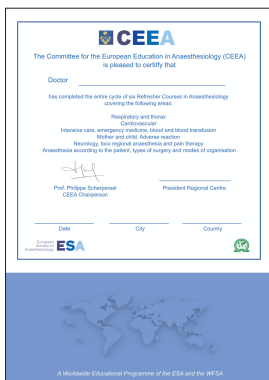 CEEA
The Committee for the European Education in Anaesthesiology (CEEA)
is pleased to certiffy that
Doctor
has completed the entire cycle of six Refresher Courses in Anaesthesiology
covering the following areas:
Respiratory and thorax
Cardiovascular
Intensive care, emergency medicine, blood and blood transfusion
Mother and child. Adverse reaction
Neurology, loco regional anaesthesia and pain therapy
Anaesthesia according to the patient, types of surgery and modes of organisation
Prof. Philippe Scherpereel
CEEA Chairperson
President Regional Centre
Date
City
Country
European
Society of
Anaesthesiology
ESA
A Worldwide Educational Programme of the ESA and the WFSA